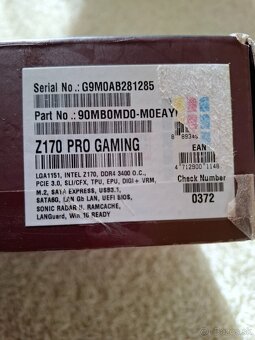 Serial No.: G9M0AB281285
Part No.: 90MB0MD0-M0EAY
Z170 PRO GAMING
EAN
Check Number
0372
LGA1151, INTEL Z170, DDR4 3400 O.C.,
PCIE 3.0, SLI/CFX, TPU, EPU, DIGI+ VRM,
M.2, SATA EXPRESS, USB3.1,
SATA6G, LAN Gb LAN, UEFI BIOS,
SONIC RADAR II, RAMCACHE,
LANGuard, Win 10 READY